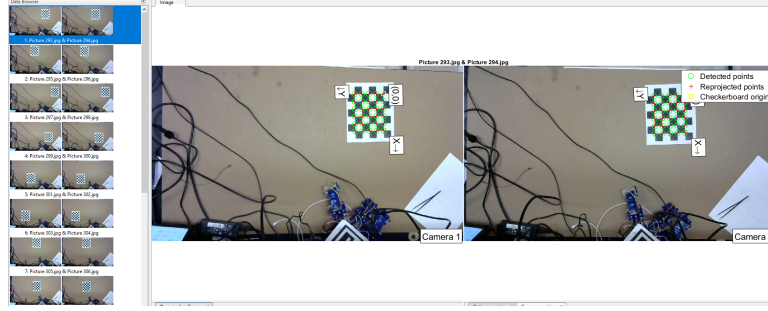 Data Browser
Image
1: Picture 293.jpg & Picture 294.jpg
2: Picture 295.jpg & Picture 296.jpg
3: Picture 297.jpg & Picture 298.jpg
4: Picture 299.jpg & Picture 300.jpg
5: Picture 301.jpg & Picture 302.jpg
6: Picture 303.jpg & Picture 304.jpg
7: Picture 305.jpg & Picture 306.jpg
Picture 293.jpg & Picture 294.jpg
Y→
(0,0)
X→
Camera 1
Y→
X→
Detected points
Reprojected points
Checkerboard origin
Camera